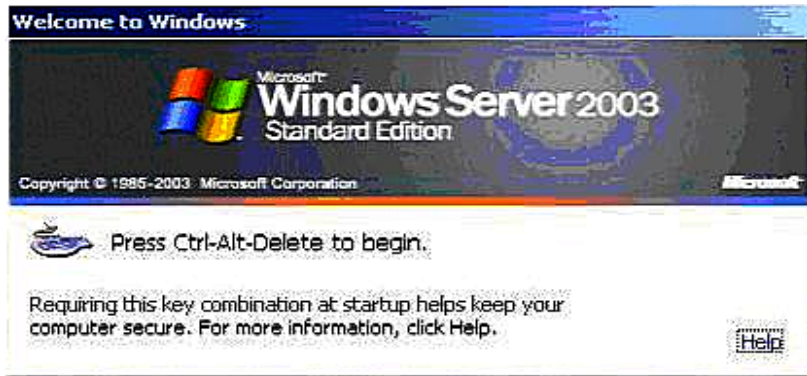 Welcome to Windows
Microsoft
Windows Server 2003
Standard Edition
Copyright © 1985-2003 Microsoft Corporation
Microsoft
Press Ctrl-Alt-Delete to begin.
Requiring this key combination at startup helps keep your
computer secure. For more information, click Help.
Help